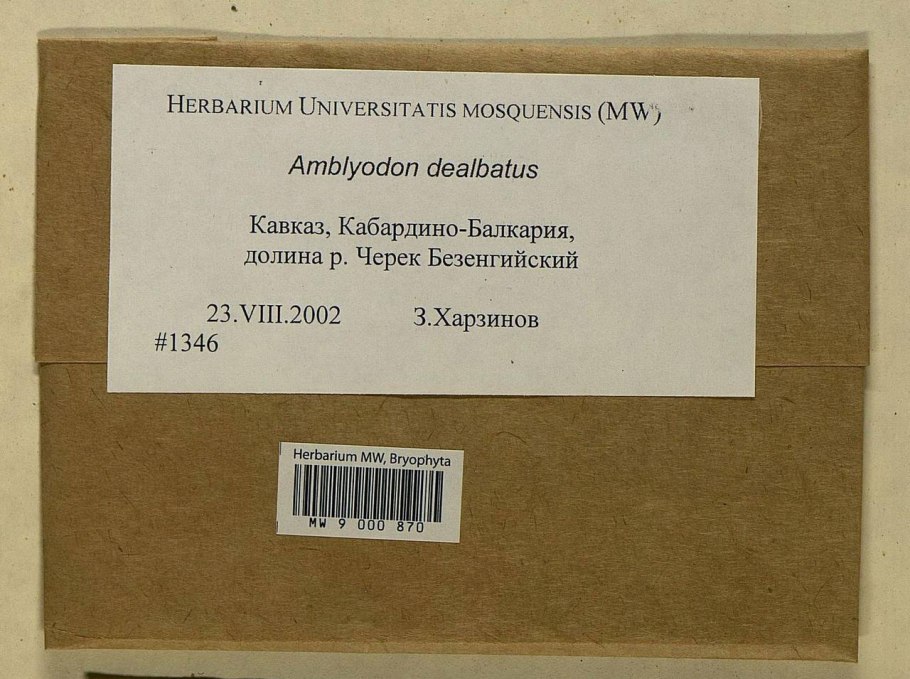 HERBARIUM UNIVERSITATIS MOSQUENSIS (MW)
Amblyodon dealbatus
Кавказ, Кабардино-Балкария,
долина р. Черек Безенгийский
23.VIII.2002 З.Харзинов
#1346
Herbarium MW, Bryophyta
MW 9 000 870